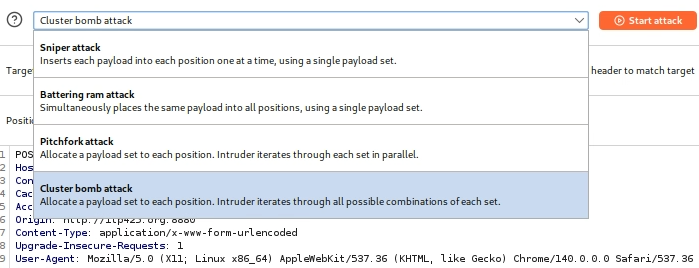 Cluster bomb attack
Start attack
Sniper attack
Inserts each payload into each position one at a time, using a single payload set.
Targe
header to match target
Battering ram attack
Simultaneously places the same payload into all positions, using a single payload set.
Positi
Pitchfork attack
Allocate a payload set to each position. Intruder iterates through each set in parallel.
1 POS
2 Hos
3 Con
Cluster bomb attack
4 Cac
Allocate a payload set to each position. Intruder iterates through all possible combinations of each set.
5 Acc
6 Origin: http://itp425.org:8880
7 Content-Type: application/x-www-form-urlencoded
8 Upgrade-Insecure-Requests: 1
9 User-Agent: Mozilla/5.0 (X11; Linux x86_64) AppleWebKit/537.36 (KHTML, like Gecko) Chrome/140.0.0.0 Safari/537.36